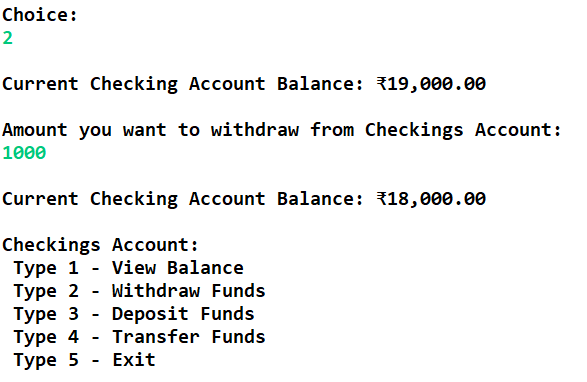 Choice:
2
Current Checking Account Balance: ₹19,000.00
Amount you want to withdraw from Checkings Account:
1000
Current Checking Account Balance: ₹18,000.00
Checkings Account:
Type 1 - View Balance
Type 2 - Withdraw Funds
Type 3 - Deposit Funds
Type 4 - Transfer Funds
Type 5 - Exit